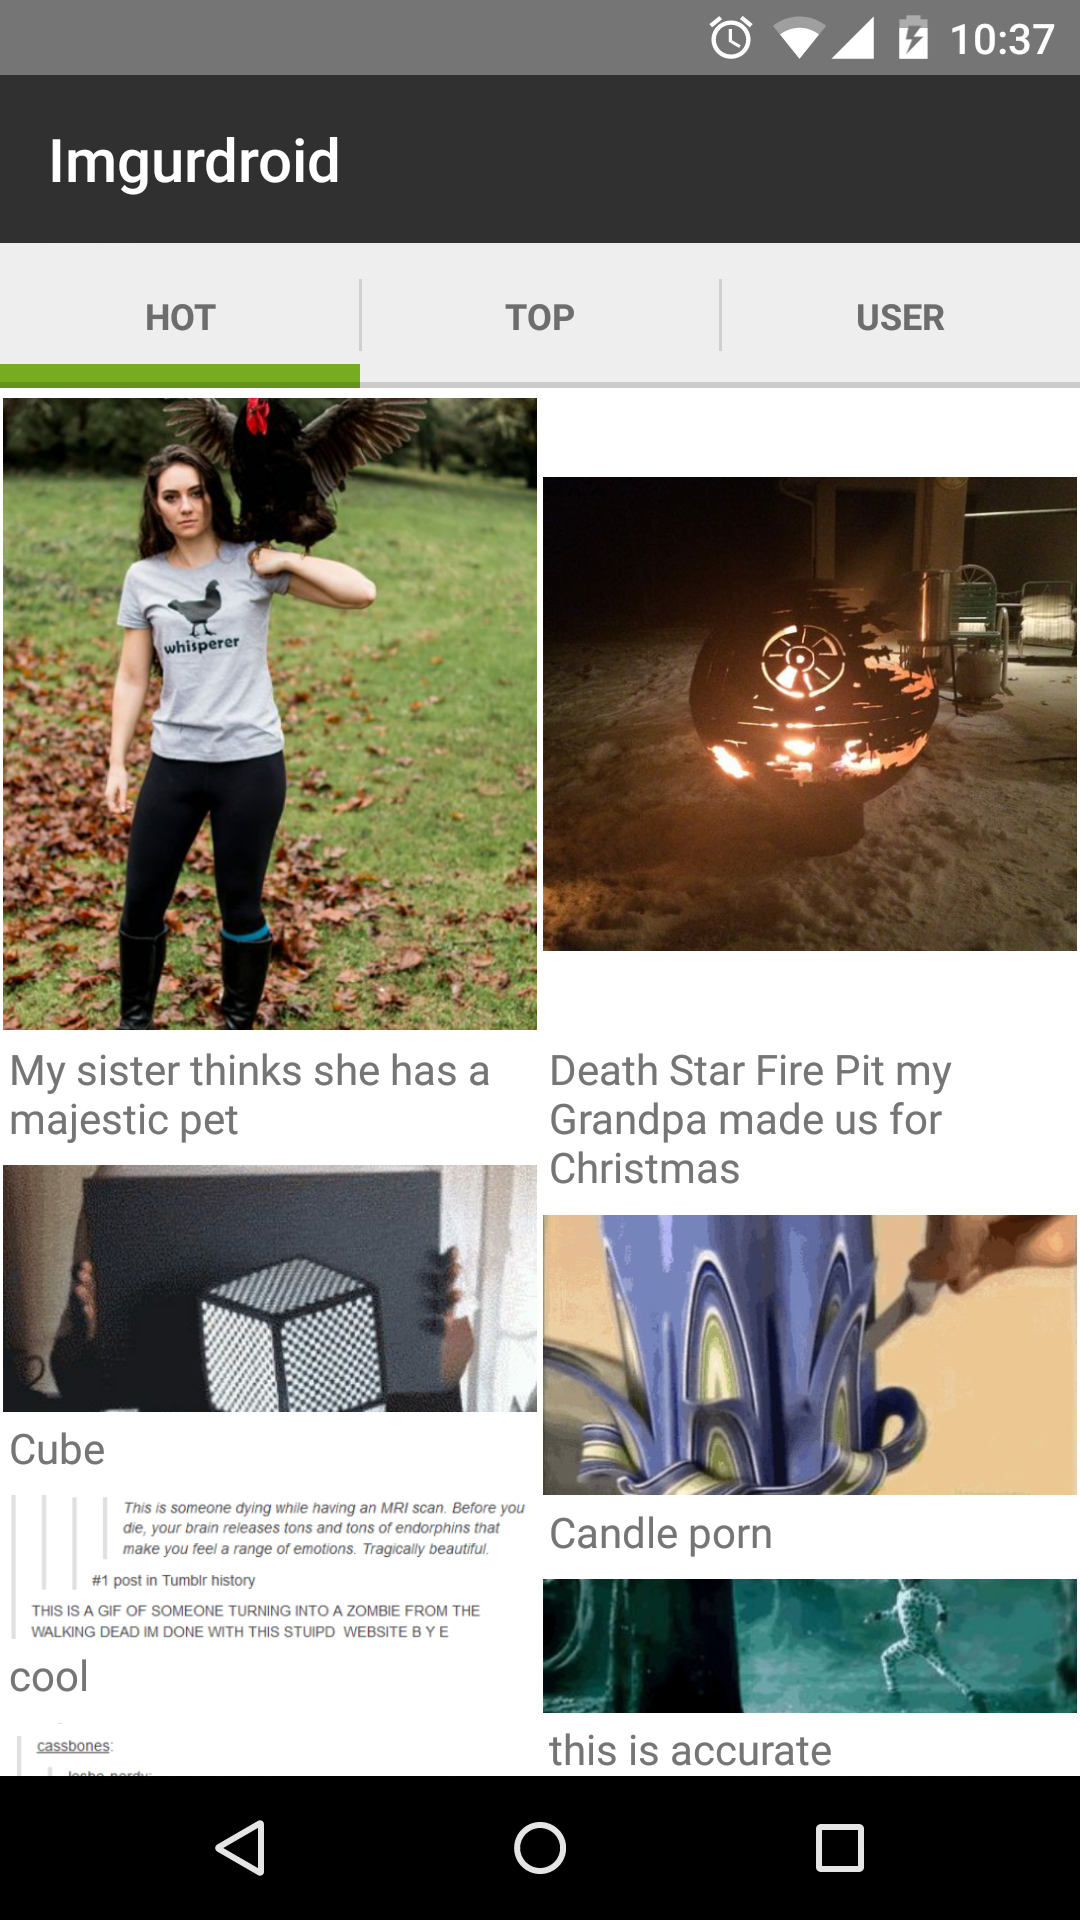 10:37
Imgurdroid
HOT
TOP
USER
whisperer
My sister thinks she has a
majestic pet
Death Star Fire Pit my
Grandpa made us for
Christmas
Cube
Candle porn
This is someone dying while having an MRI scan. Before you
die, your brain releases tons and tons of endorphins that
make you feel a range of emotions. Tragically beautiful.
#1 post in Tumblr history
THIS IS A GIF OF SOMEONE TURNING INTO A ZOMBIE FROM THE
WALKING DEAD IM DONE WITH THIS STUIPD WEBSITE B Y E
cool
this is accurate
cassbones: